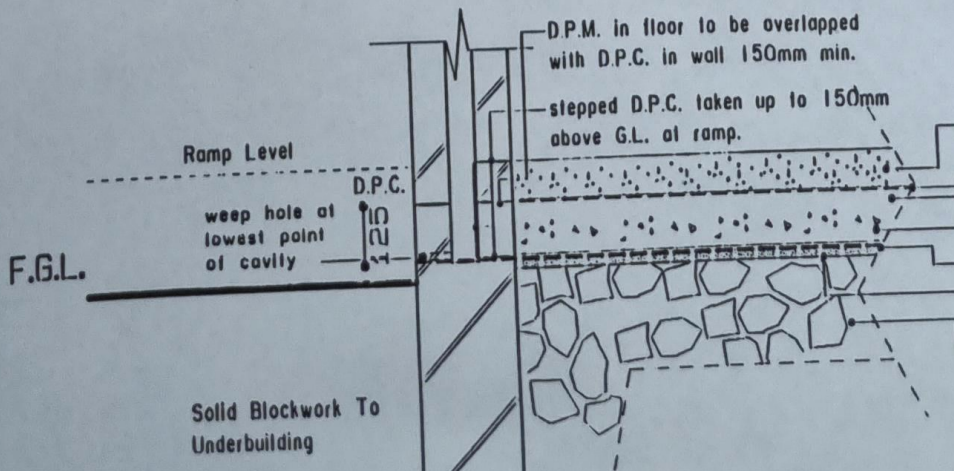 D.P.M. in floor to be overlapped
with D.P.C. in wall 150mm min.
stepped D.P.C. taken up to 150mm
above G.L. at ramp.
Ramp Level
D.P.C.
weep hole at
lowest point
of cavity
125
F.G.L.
Solid Blockwork To
Underbuilding